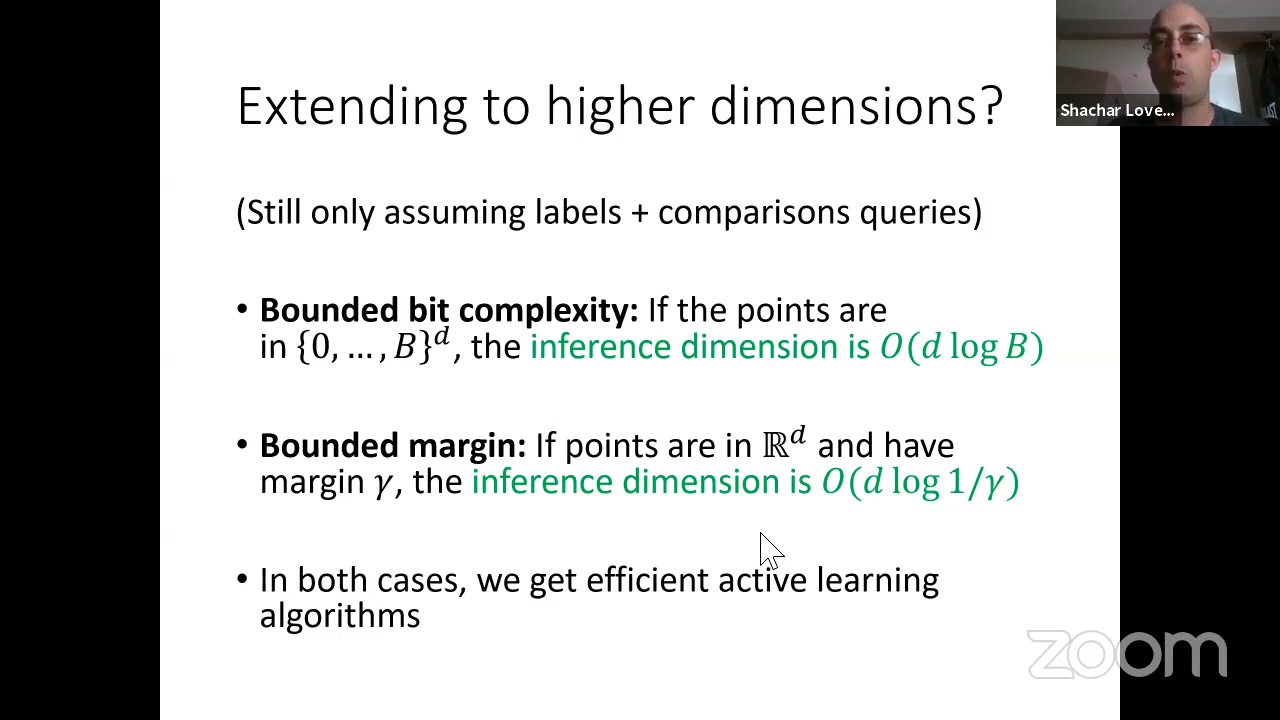 Extending to higher dimensions?
Shachar Love...
(Still only assuming labels + comparisons queries)
• Bounded bit complexity: If the points are
in {0, ..., B}^d, the inference dimension is O(d log B)
• Bounded margin: If points are in ℝ^d and have
margin γ, the inference dimension is O(d log 1/γ)
• In both cases, we get efficient active learning
algorithms
zoom